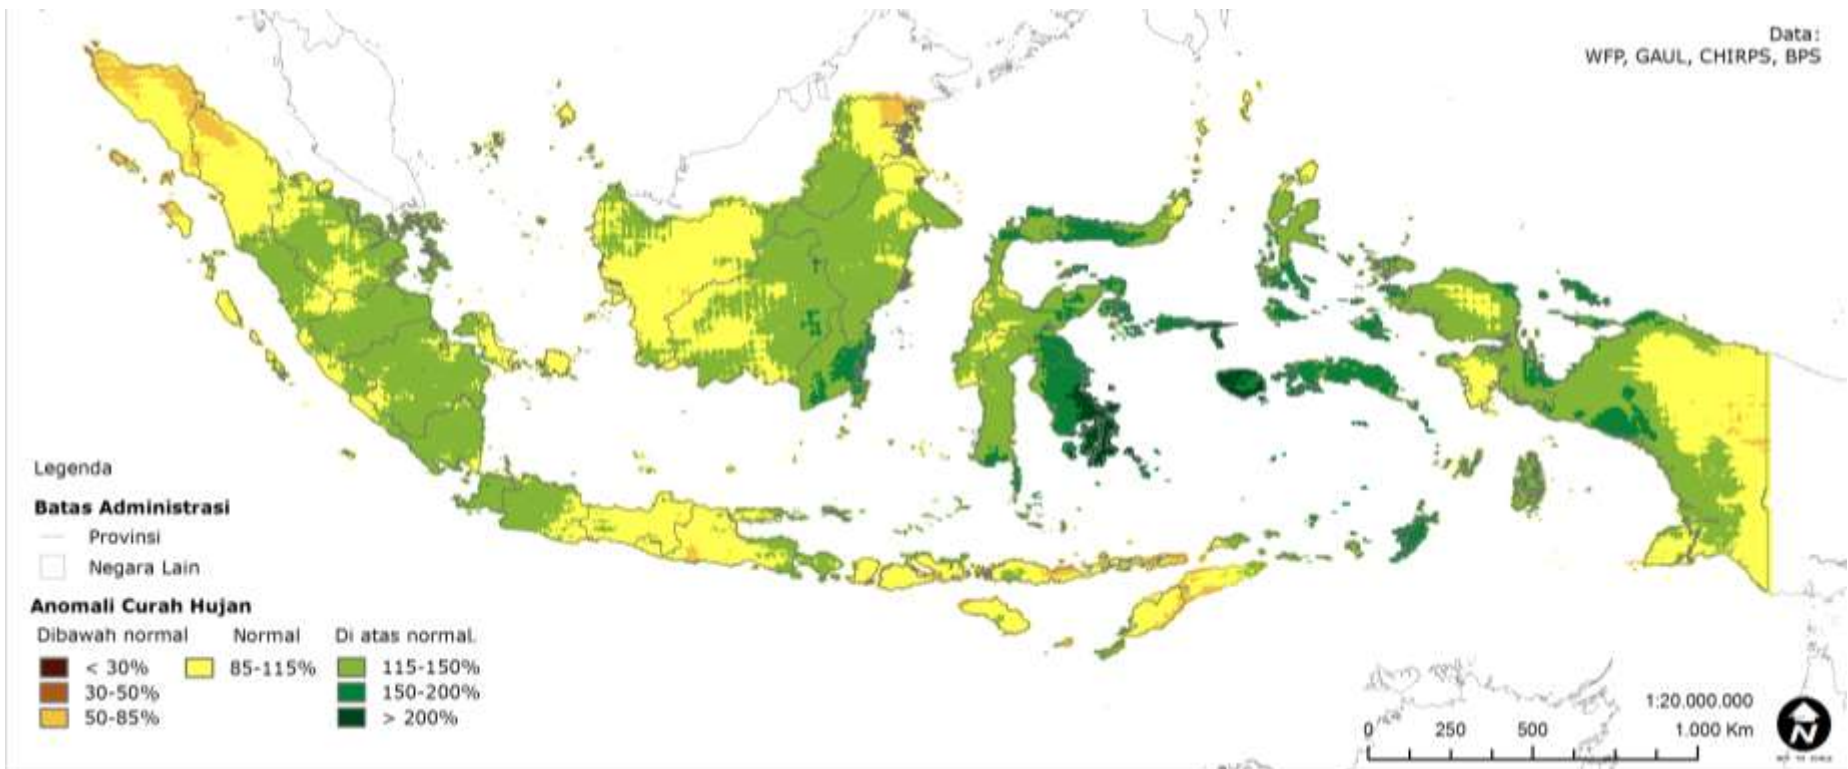 Data:
WFP, GAUL, CHIRPS, BPS
Legenda
Batas Administrasi
Provinsi
Negara Lain
Anomali Curah Hujan
Dibawah normal Normal Di atas normal.
< 30% 85-115% 115-150%
30-50% 150-200%
50-85% > 200%
1:20.000.000
0 250 500 1.000 Km
N